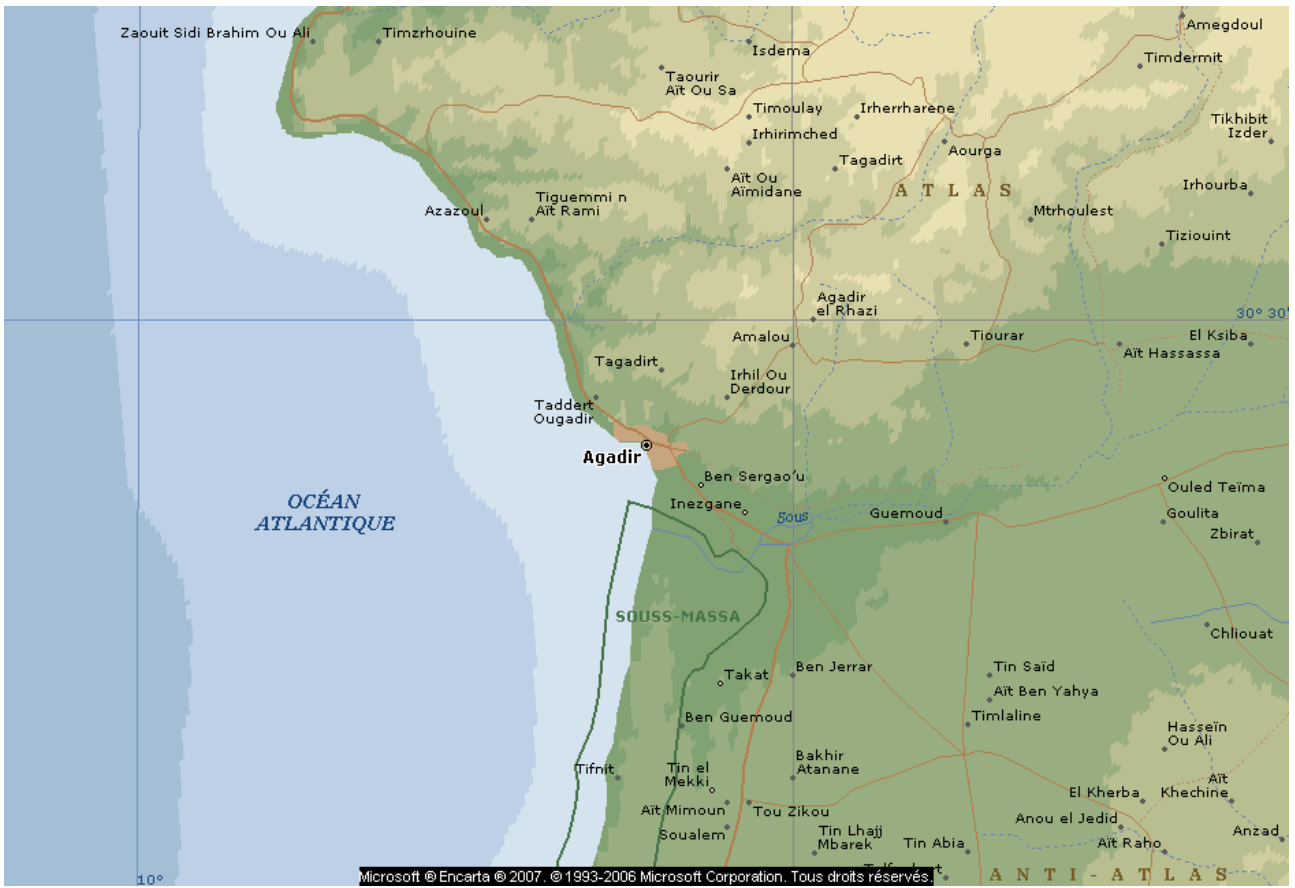 Zaouit Sidi Brahim Ou Ali
Timzrhouine
Isdema
Amegdoul
Timdermit
Taourir
Aït Ou Sa
Timoulay
Irherrharene
Irhirimched
Tikhibit
Izder
Aourga
Tagadirt
Aït Ou
Aïmidane
ATLAS
Irhourba
Azazoul
Tiguemmi n
Aït Rami
Mtrhoulest
Tiziouint
Agadir
el Rhazi
30° 30'
Amalou
Tiourar
El Ksiba
Aït Hassassa
Tagadirt
Irhil Ou
Derdour
Taddert
Ougadir
Agadir
Ben Sergao'u
Ouled Teïma
OCÉAN
ATLANTIQUE
Inezgane
Sous
Guemoud
Goulita
Zbirat
SOUSS-MASSA
Chliouat
Takat
Ben Jerrar
Tin Saïd
Aït Ben Yahya
Ben Guemoud
Timlaline
Hasseïn
Ou Ali
Tifnit
Tin el
Mekki
Bakhir
Atanane
Aït
Khechine
El Kherba
Aït Mimoun
Tou Zikou
Anou el Jedid
Soualem
Tin Lhajj
Mbarek
Tin Abia
Aït Raho
Anzad
ANTI-ATLAS
10°
Microsoft ® Encarta ® 2007. © 1993-2006 Microsoft Corporation. Tous droits réservés.